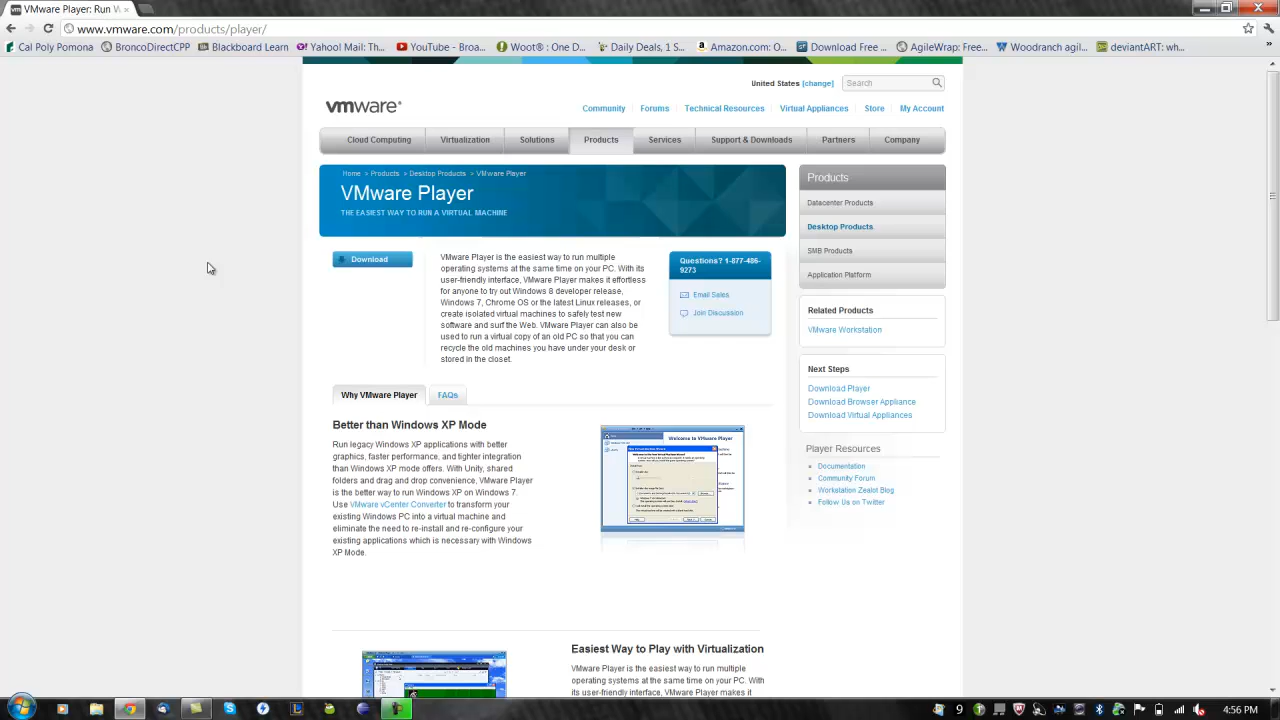 VMware Player: Run W
www.vmware.com/products/player/
Cal Poly Pomona
BroncoDirectCPP
Blackboard Learn
Yahoo! Mail: Th...
YouTube - Bro...
Woot® : One D...
Daily Deals, 1 S...
Amazon.com: O...
Download Free ...
AgileWrap: Free...
Woodranch agil...
deviantART: wh...
United States [change]
Search
vmware®
Community
Forums
Technical Resources
Virtual Appliances
Store
My Account
Cloud Computing
Virtualization
Solutions
Products
Services
Support & Downloads
Partners
Company
Home > Products > Desktop Products > VMware Player
VMware Player
THE EASIEST WAY TO RUN A VIRTUAL MACHINE
Download
VMware Player is the easiest way to run multiple
operating systems at the same time on your PC. With its
user-friendly interface, VMware Player makes it effortless
for anyone to try out Windows 8 developer release,
Windows 7, Chrome OS or the latest Linux releases, or
create isolated virtual machines to safely test new
software and surf the Web. VMware Player can also be
used to run a virtual copy of an old PC so that you can
recycle the old machines you have under your desk or
stored in the closet.
Questions? 1-877-486-
9273
Email Sales
Join Discussion
Products
Datacenter Products
Desktop Products
SMB Products
Application Platform
Related Products
VMware Workstation
Next Steps
Download Player
Download Browser Appliance
Download Virtual Appliances
Player Resources
Documentation
Community Forum
Workstation Zealot Blog
Follow Us on Twitter
Why VMware Player
FAQs
Better than Windows XP Mode
Run legacy Windows XP applications with better
graphics, faster performance, and tighter integration
than Windows XP mode offers. With Unity, shared
folders and drag and drop convenience, VMware Player
is the better way to run Windows XP on Windows 7.
Use VMware vCenter Converter to transform your
existing Windows PC into a virtual machine and
eliminate the need to re-install and re-configure your
existing applications which is necessary with Windows
XP Mode.
Welcome to VMware Player
Easiest Way to Play with Virtualization
VMware Player is the easiest way to run multiple
operating systems at the same time on your PC. With
its user-friendly interface, VMware Player makes it
4:56 PM